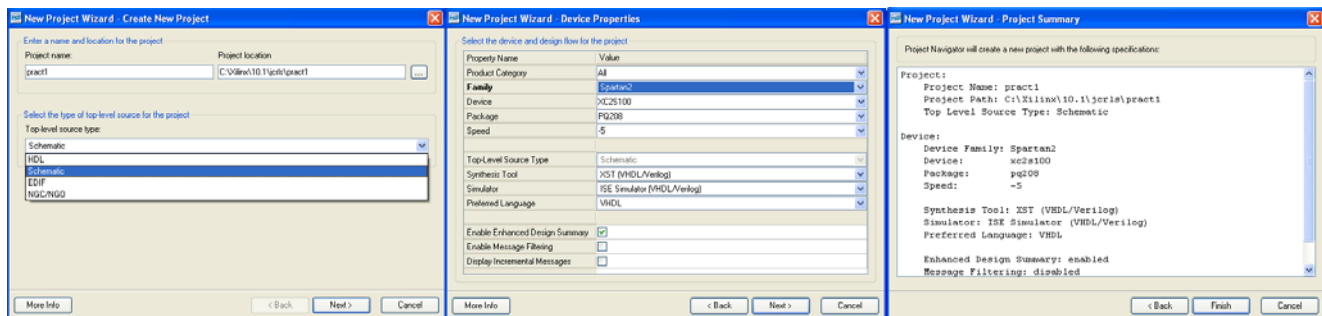 New Project Wizard - Create New Project
Enter a name and location for the project
Project name: Project location
pract1 C:\Xilinx\10.1\jcrls\pract1 ...
Select the type of top-level source for the project
Top-level source type:
Schematic
HDL
Schematic
EDIF
NGC/NGO
More Info < Back Next > Cancel
New Project Wizard - Device Properties
Select the device and design flow for the project
Property Name Value
Product Category All
Family Spartan2
Device XC2S100
Package PQ208
Speed -5
Top-Level Source Type Schematic
Synthesis Tool XST (VHDL/Verilog)
Simulator ISE Simulator (VHDL/Verilog)
Preferred Language VHDL
Enable Enhanced Design Summary
Enable Message Filtering
Display Incremental Messages
More Info < Back Next > Cancel
New Project Wizard - Project Summary
Project Navigator will create a new project with the following specifications:
Project:
Project Name: pract1
Project Path: C:\Xilinx\10.1\jcrls\pract1
Top Level Source Type: Schematic
Device:
Device Family: Spartan2
Device: xc2s100
Package: pq208
Speed: -5
Synthesis Tool: XST (VHDL/Verilog)
Simulator: ISE Simulator (VHDL/Verilog)
Preferred Language: VHDL
Enhanced Design Summary: enabled
Message Filtering: disabled
< Back Finish Cancel